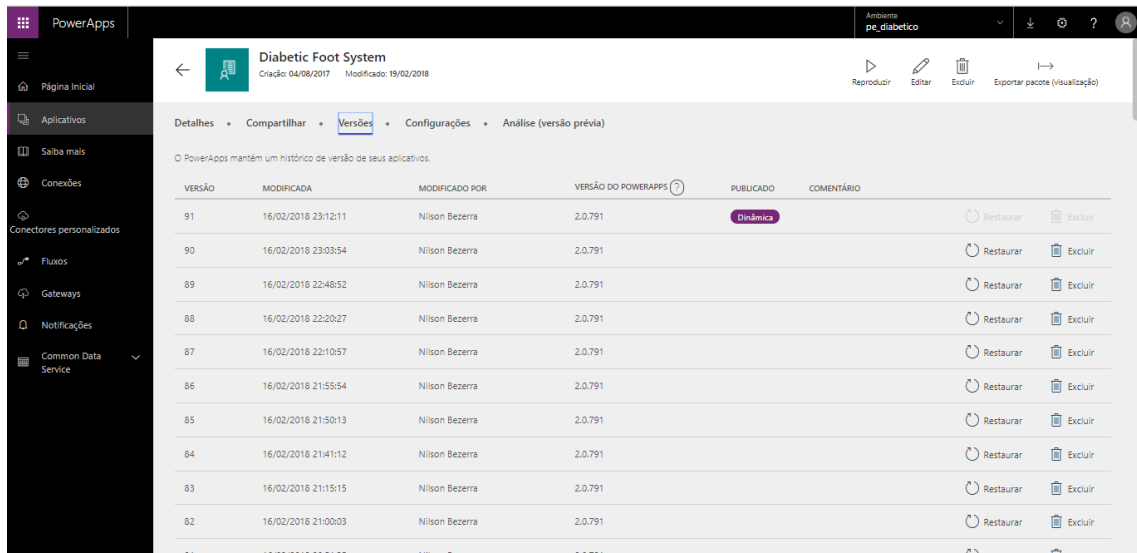 PowerApps
Ambiente
pe_diabetico
?
Diabetic Foot System
Criação: 04/08/2017 Modificado: 19/02/2018
Reproduzir Editar Excluir Exportar pacote (visualização)
Página Inicial
Aplicativos
Saiba mais
Conexões
Conectores personalizados
Fluxos
Gateways
Notificações
Common Data
Service
Detalhes • Compartilhar • Versões • Configurações • Análise (versão prévia)
O PowerApps mantém um histórico de versão de seus aplicativos.
VERSÃO MODIFICADA MODIFICADO POR VERSÃO DO POWERAPPS ? PUBLICADO COMENTÁRIO
91 16/02/2018 23:12:11 Nilson Bezerra 2.0.791 Dinâmica Restaurar Excluir
90 16/02/2018 23:03:54 Nilson Bezerra 2.0.791 Restaurar Excluir
89 16/02/2018 22:48:52 Nilson Bezerra 2.0.791 Restaurar Excluir
88 16/02/2018 22:20:27 Nilson Bezerra 2.0.791 Restaurar Excluir
87 16/02/2018 22:10:57 Nilson Bezerra 2.0.791 Restaurar Excluir
86 16/02/2018 21:55:54 Nilson Bezerra 2.0.791 Restaurar Excluir
85 16/02/2018 21:50:13 Nilson Bezerra 2.0.791 Restaurar Excluir
84 16/02/2018 21:41:12 Nilson Bezerra 2.0.791 Restaurar Excluir
83 16/02/2018 21:15:15 Nilson Bezerra 2.0.791 Restaurar Excluir
82 16/02/2018 21:00:03 Nilson Bezerra 2.0.791 Restaurar Excluir